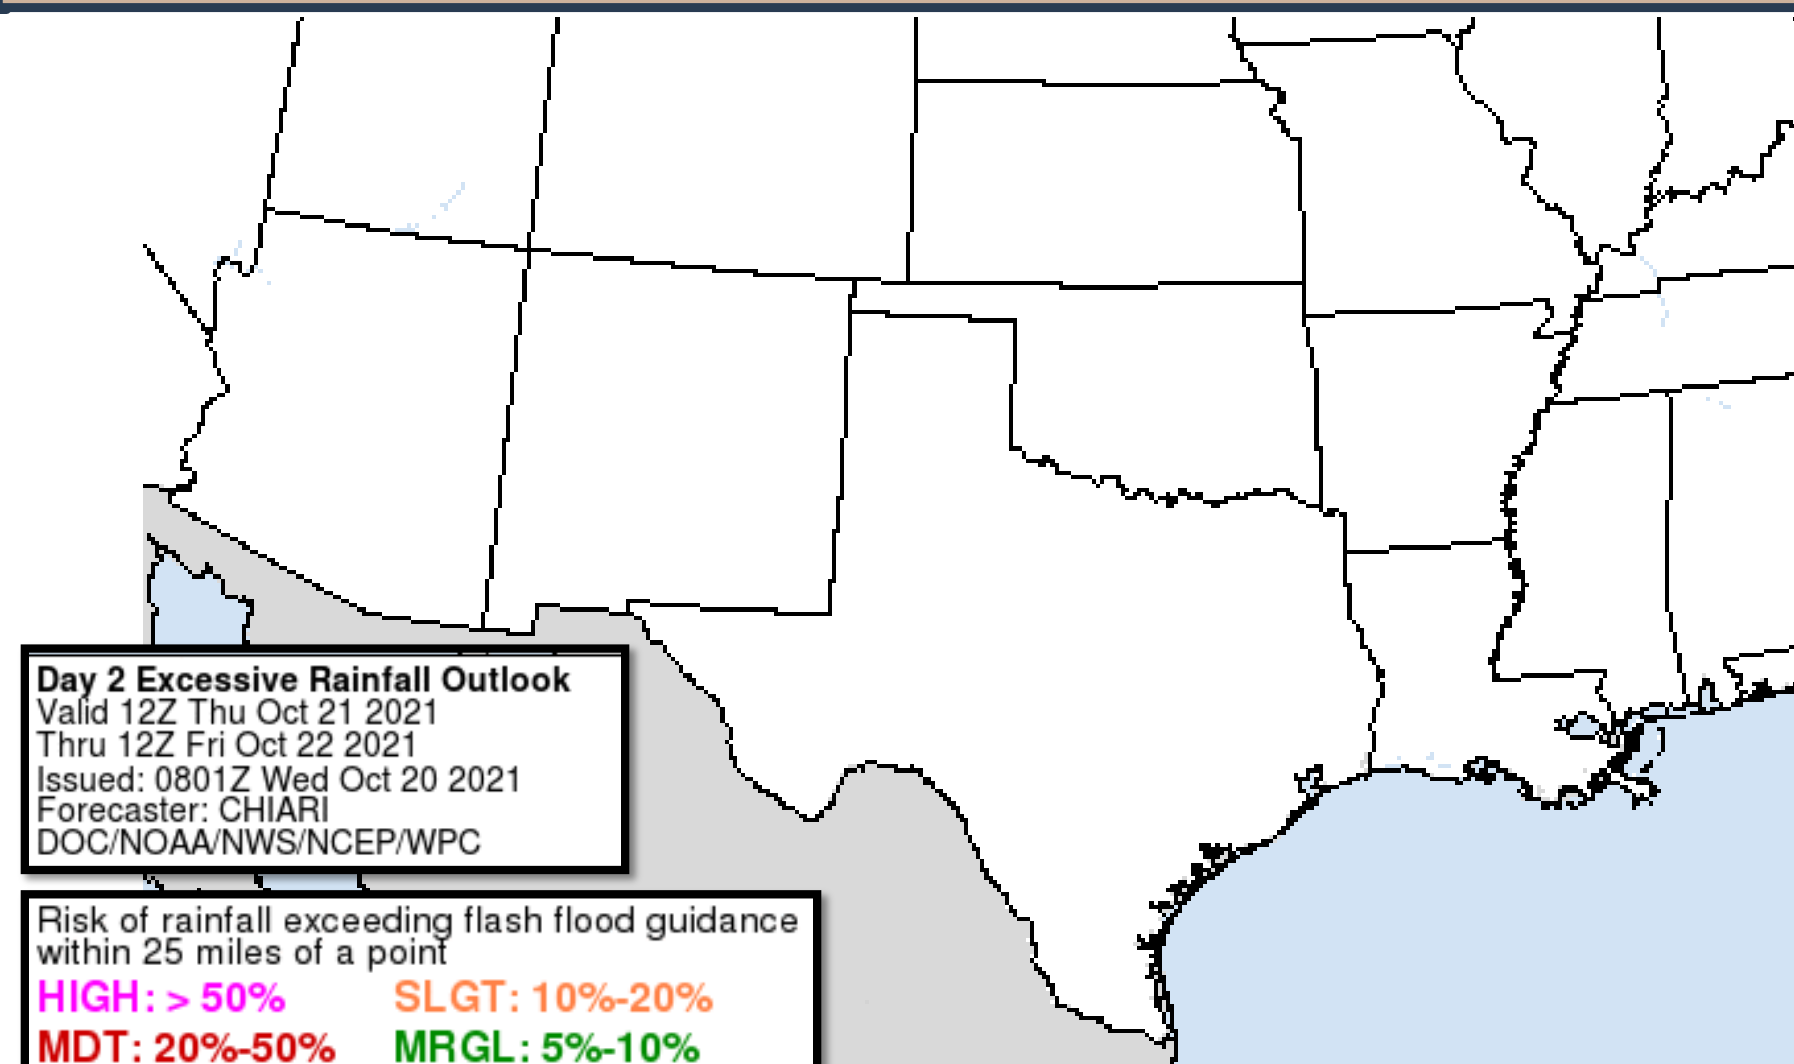 Day 2 Excessive Rainfall Outlook
Valid 12Z Thu Oct 21 2021
Thru 12Z Fri Oct 22 2021
Issued: 0801Z Wed Oct 20 2021
Forecaster: CHIARI
DOC/NOAA/NWS/NCEP/WPC
Risk of rainfall exceeding flash flood guidance
within 25 miles of a point
HIGH: > 50% SLGT: 10%-20%
MDT: 20%-50% MRGL: 5%-10%